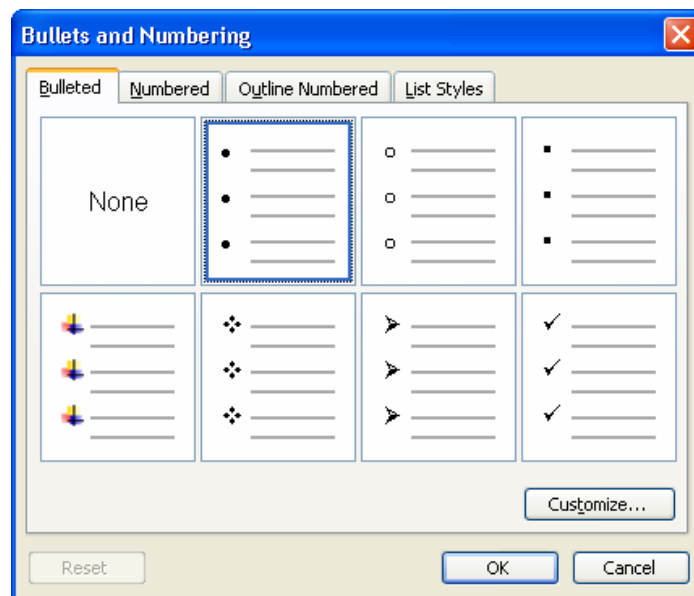 Bullets and Numbering
Bulleted Numbered Outline Numbered List Styles
None
Customize...
Reset OK Cancel